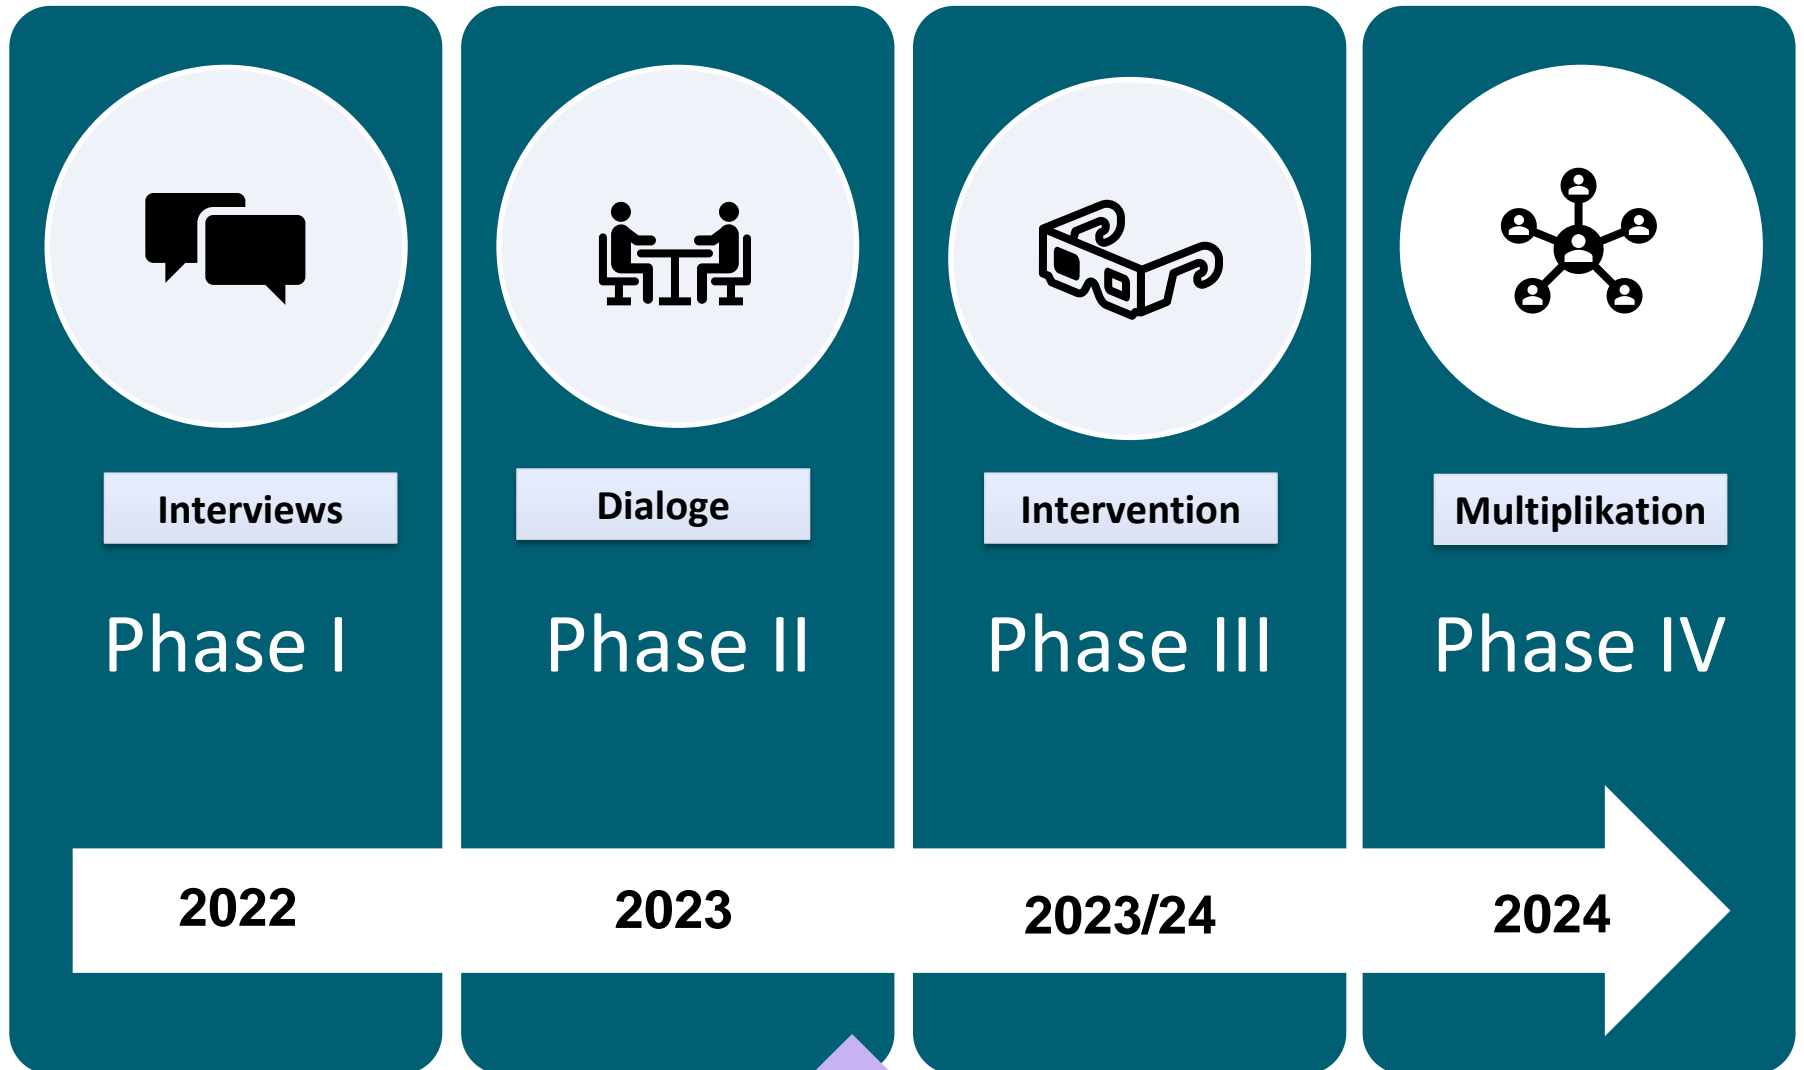 Interviews
Dialoge
Intervention
Multiplikation
Phase I
Phase II
Phase III
Phase IV
2022
2023
2023/24
2024